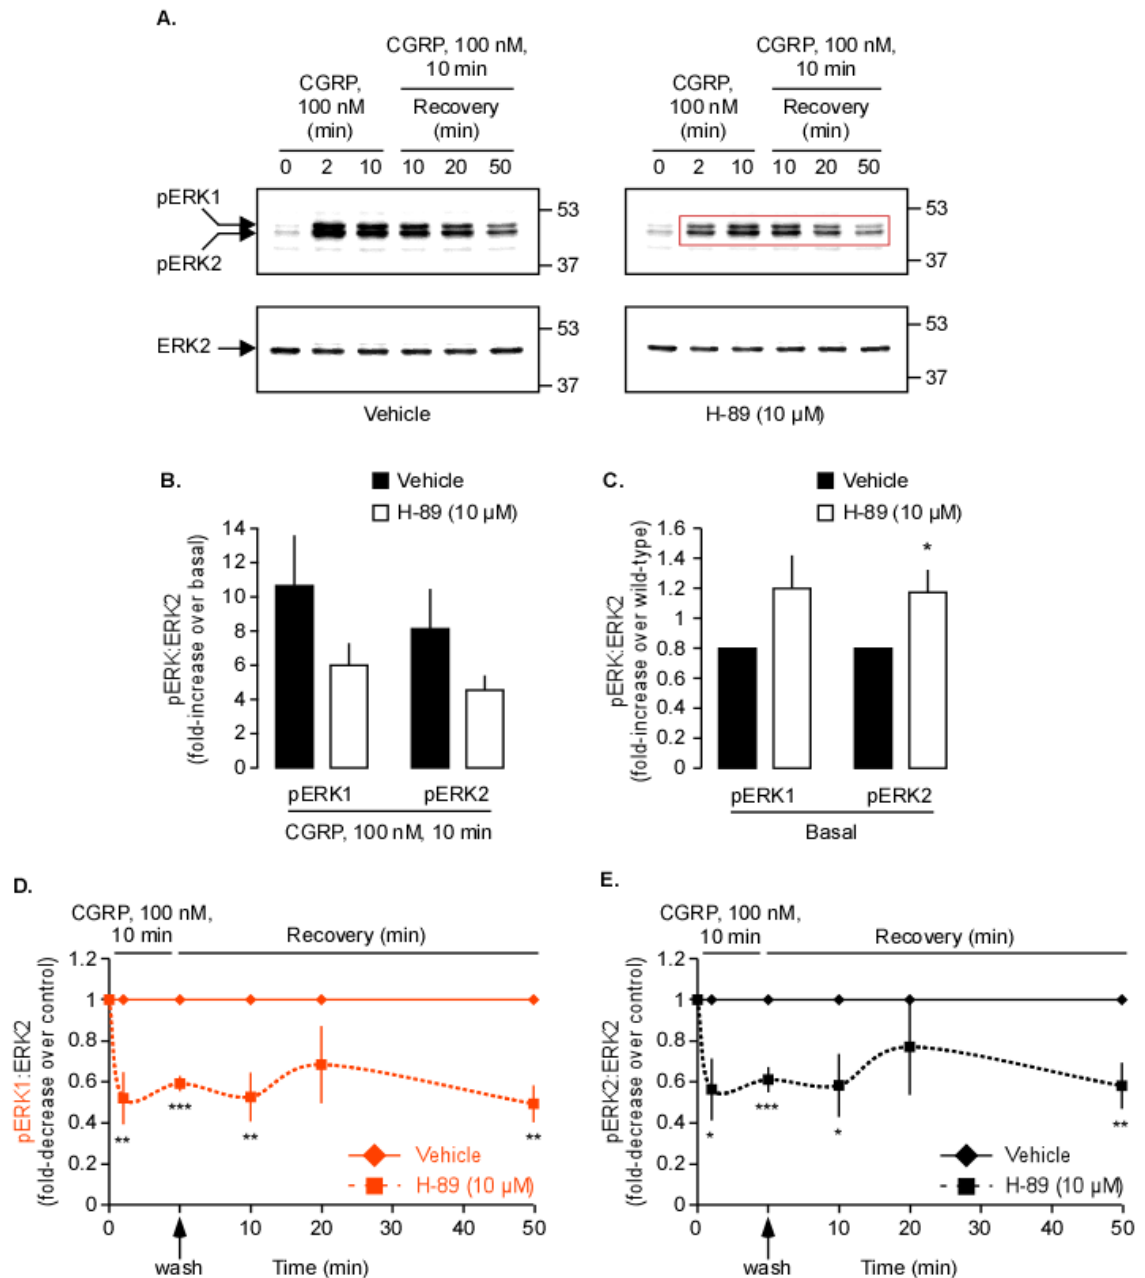 A.
CGRP, 100 nM,
10 min
CGRP,
100 nM
(min)
Recovery
(min)
0 2 10 10 20 50
pERK1
pERK2
53
37
ERK2
53
37
Vehicle
CGRP, 100 nM,
10 min
CGRP,
100 nM
(min)
Recovery
(min)
0 2 10 10 20 50
53
37
53
37
H-89 (10 µM)
B.
Vehicle
H-89 (10 µM)
pERK:ERK2
(fold-increase over basal)
14
12
10
8
6
4
2
0
pERK1 pERK2
CGRP, 100 nM, 10 min
C.
Vehicle
H-89 (10 µM)
pERK:ERK2
(fold-increase over wild-type)
1.6
1.4
1.2
1
0.8
0.6
0.4
0.2
0
*
pERK1 pERK2
Basal
D.
CGRP, 100 nM,
10 min
Recovery (min)
pERK1:ERK2
(fold-decrease over control)
1.2
1
0.8
0.6
0.4
0.2
0
** *** ** **
Vehicle
H-89 (10 µM)
0 10 20 30 40 50
wash
Time (min)
E.
CGRP, 100 nM,
10 min
Recovery (min)
pERK2:ERK2
(fold-decrease over control)
1.2
1
0.8
0.6
0.4
0.2
0
* *** * **
Vehicle
H-89 (10 µM)
0 10 20 30 40 50
wash
Time (min)